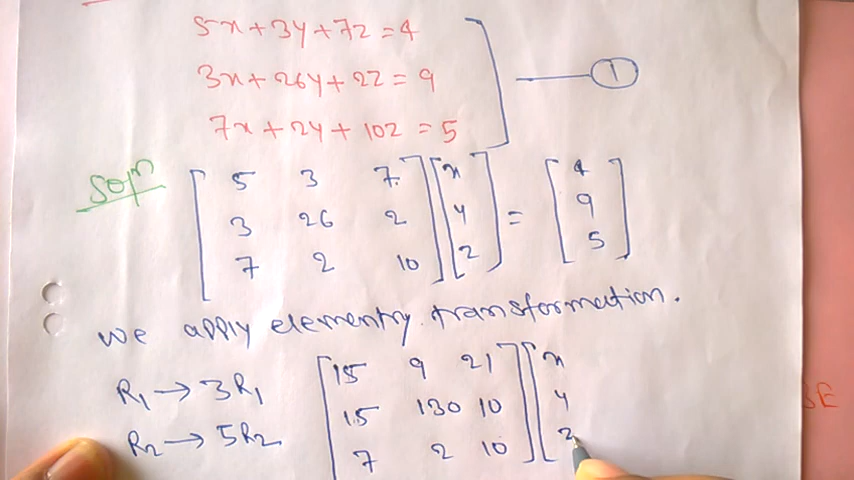 5x+3y+7z=4
3x+26y+2z=9
7x+2y+10z=5
1
Soln
5 3 7 x 4
3 26 2 y = 9
7 2 10 z 5
We apply elementry transformation.
R1→3R1 15 9 21 x
R2→5R2 15 130 10 y
7 2 10 z